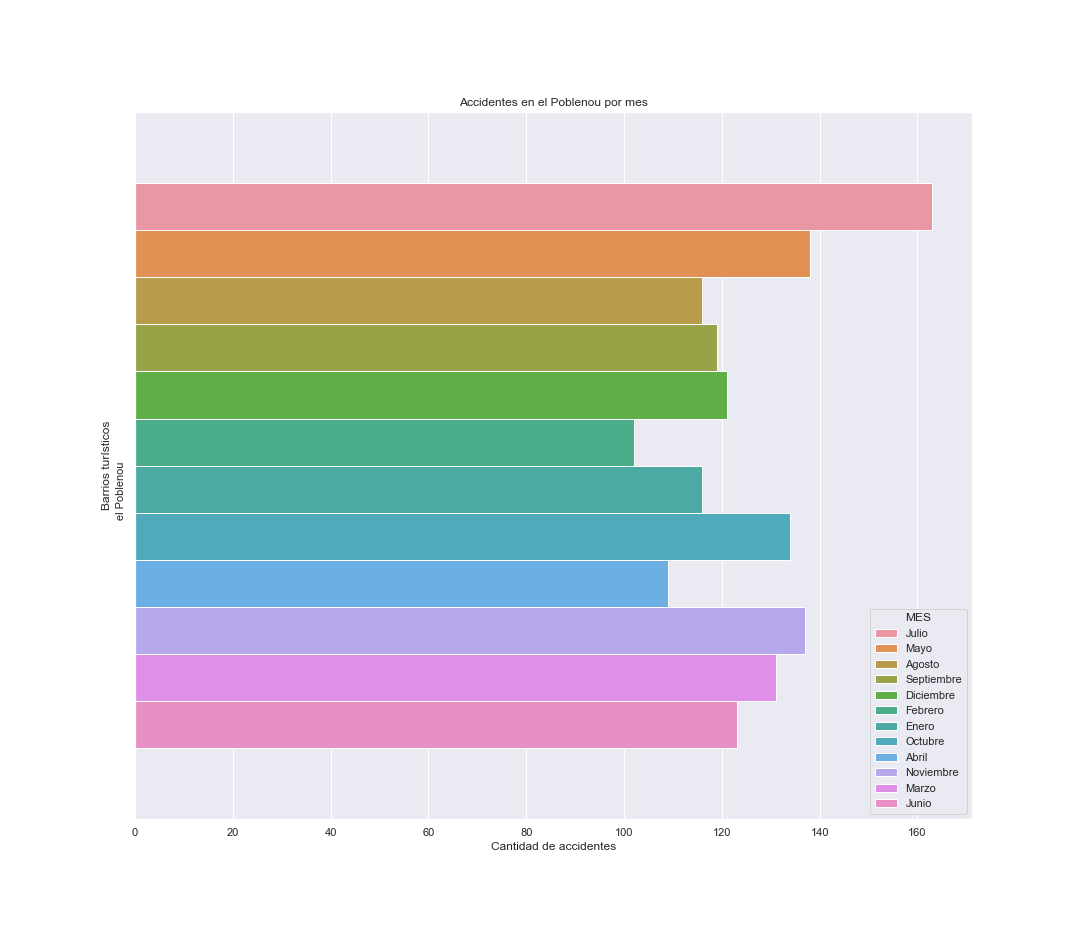 Accidentes en el Poblenou por mes
Barrios turísticos
el Poblenou
MES
Julio
Mayo
Agosto
Septiembre
Diciembre
Febrero
Enero
Octubre
Abril
Noviembre
Marzo
Junio
0 20 40 60 80 100 120 140 160
Cantidad de accidentes